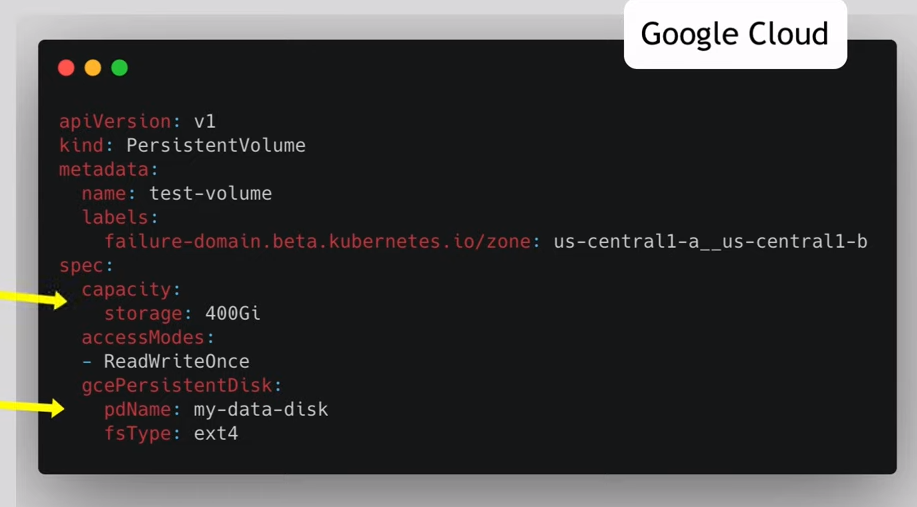 Google Cloud
apiVersion: v1
kind: PersistentVolume
metadata:
  name: test-volume
  labels:
    failure-domain.beta.kubernetes.io/zone: us-central1-a__us-central1-b
spec:
  capacity:
    storage: 400Gi
  accessModes:
  - ReadWriteOnce
  gcePersistentDisk:
    pdName: my-data-disk
    fsType: ext4